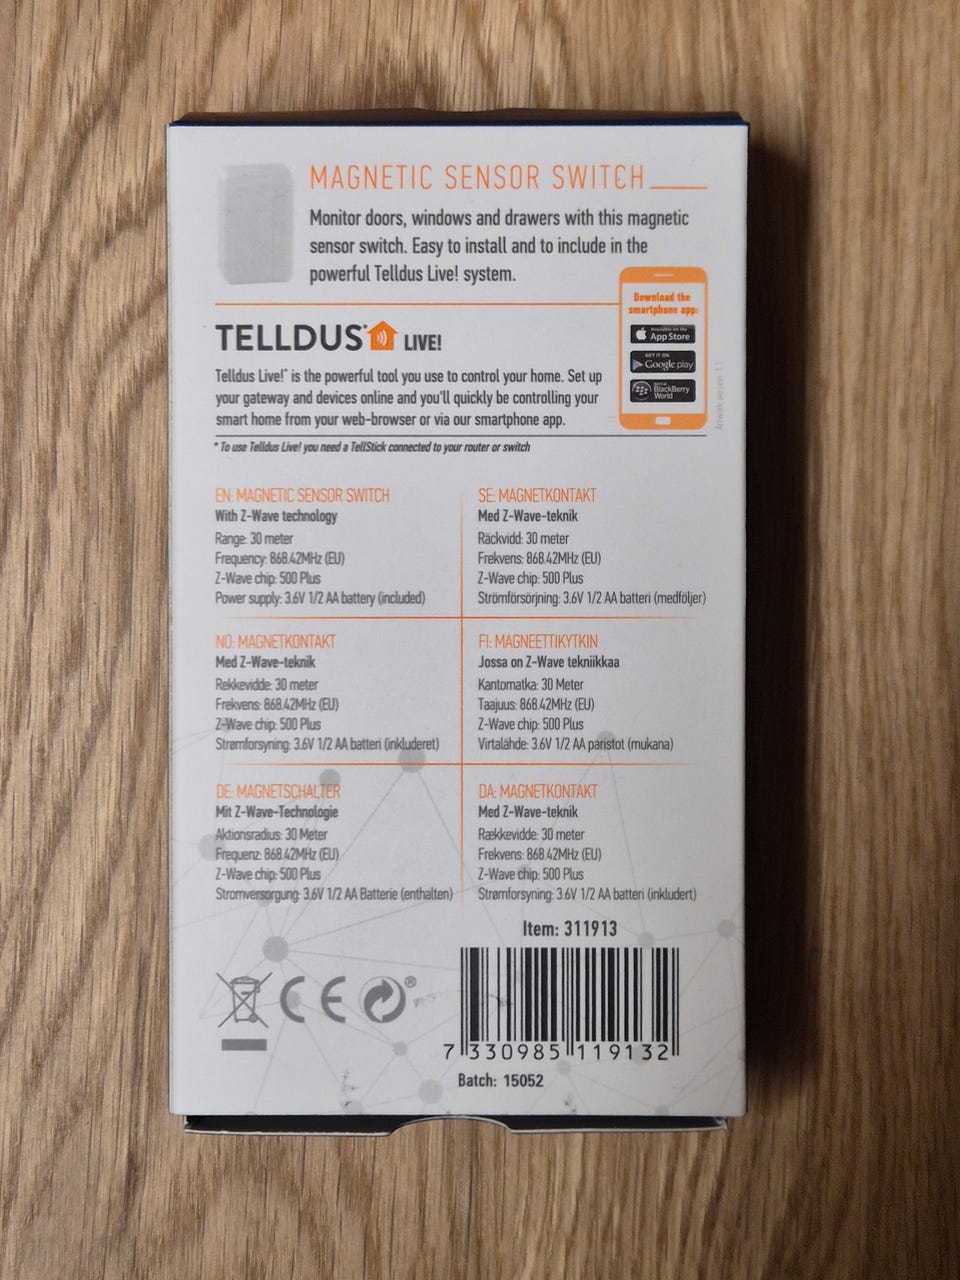 MAGNETIC SENSOR SWITCH
Monitor doors, windows and drawers with this magnetic
sensor switch. Easy to install and to include in the
powerful Telldus Live! system.
Download the
smartphone app:
Available on the
App Store
GET IT ON
Google play
BlackBerry
World
Artwork version 1.1
TELLDUS® LIVE!
Telldus Live!* is the powerful tool you use to control your home. Set up
your gateway and devices online and you'll quickly be controlling your
smart home from your web-browser or via our smartphone app.
* To use Telldus Live! you need a TellStick connected to your router or switch
EN: MAGNETIC SENSOR SWITCH
With Z-Wave technology
Range: 30 meter
Frequency: 868.42MHz (EU)
Z-Wave chip: 500 Plus
Power supply: 3.6V 1/2 AA battery (included)
SE: MAGNETKONTAKT
Med Z-Wave-teknik
Räckvidd: 30 meter
Frekvens: 868.42MHz (EU)
Z-Wave chip: 500 Plus
Strömförsörjning: 3.6V 1/2 AA batteri (medföljer)
NO: MAGNETKONTAKT
Med Z-Wave-teknik
Rekkevidde: 30 meter
Frekvens: 868.42MHz (EU)
Z-Wave chip: 500 Plus
Strømforsyning: 3.6V 1/2 AA batteri (inkluderet)
FI: MAGNEETTIKYTKIN
Jossa on Z-Wave tekniikkaa
Kantomatka: 30 Meter
Taajuus: 868.42MHz (EU)
Z-Wave chip: 500 Plus
Virtalähde: 3.6V 1/2 AA paristot (mukana)
DE: MAGNETSCHALTER
Mit Z-Wave-Technologie
Aktionsradius: 30 Meter
Frequenz: 868.42MHz (EU)
Z-Wave chip: 500 Plus
Stromversorgung: 3.6V 1/2 AA Batterie (enthalten)
DA: MAGNETKONTAKT
Med Z-Wave-teknik
Rækkevidde: 30 meter
Frekvens: 868.42MHz (EU)
Z-Wave chip: 500 Plus
Strømforsyning: 3.6V 1/2 AA batteri (inkludert)
Item: 311913
CE ®
7 330985 119132
Batch: 15052